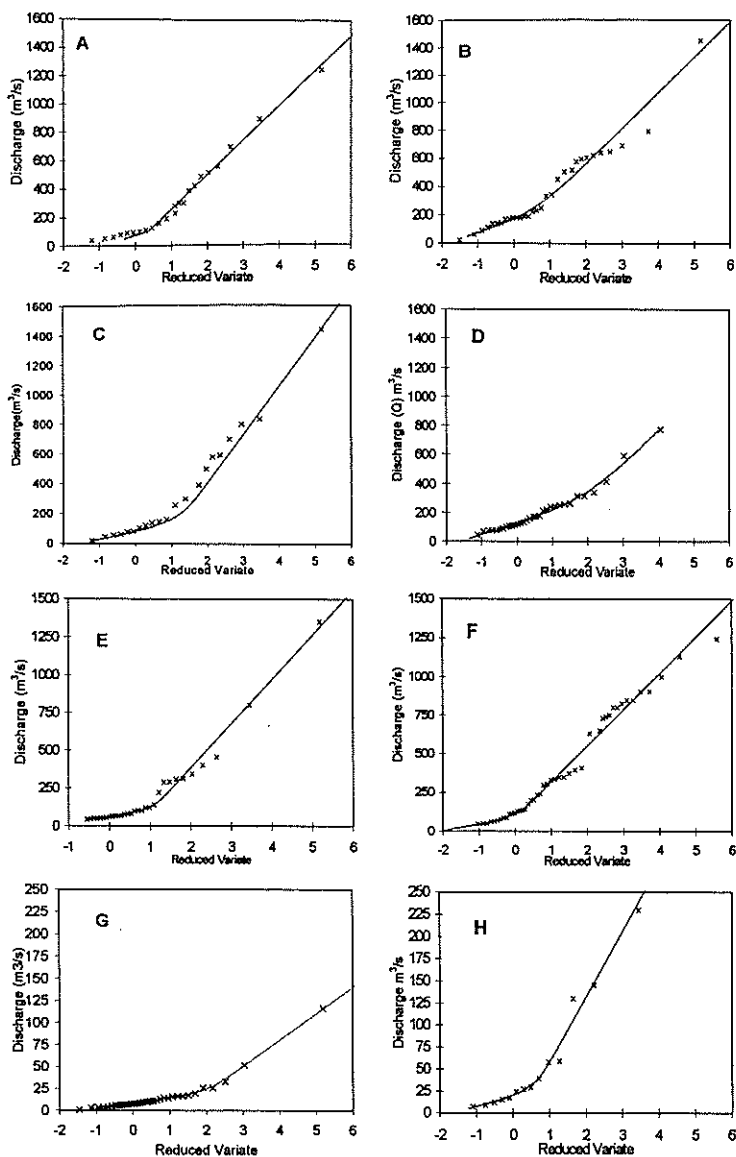 A
Discharge (m³/s)
1600
1400
1200
1000
800
600
400
200
0
-2 -1 0 1 2 3 4 5 6
Reduced Variate
B
Discharge (m³/s)
1600
1400
1200
1000
800
600
400
200
0
-2 -1 0 1 2 3 4 5 6
Reduced Variate
C
Discharge(m³/s)
1600
1400
1200
1000
800
600
400
200
0
-2 -1 0 1 2 3 4 5 6
Reduced Variate
D
Discharge (Q) m³/s
1600
1400
1200
1000
800
600
400
200
0
-2 -1 0 1 2 3 4 5 6
Reduced Variate
E
Discharge (m³/s)
1500
1250
1000
750
500
250
0
-1 0 1 2 3 4 5 6
Reduced Variate
F
Discharge (m³/s)
1500
1250
1000
750
500
250
0
-2 -1 0 1 2 3 4 5 6
Reduced Variate
G
Discharge (m3/s)
250
225
200
175
150
125
100
75
50
25
0
-2 -1 0 1 2 3 4 5 6
Reduced Variate
H
Discharge m³/s
250
225
200
175
150
125
100
75
50
25
0
-2 -1 0 1 2 3 4 5 6
Reduced Variate